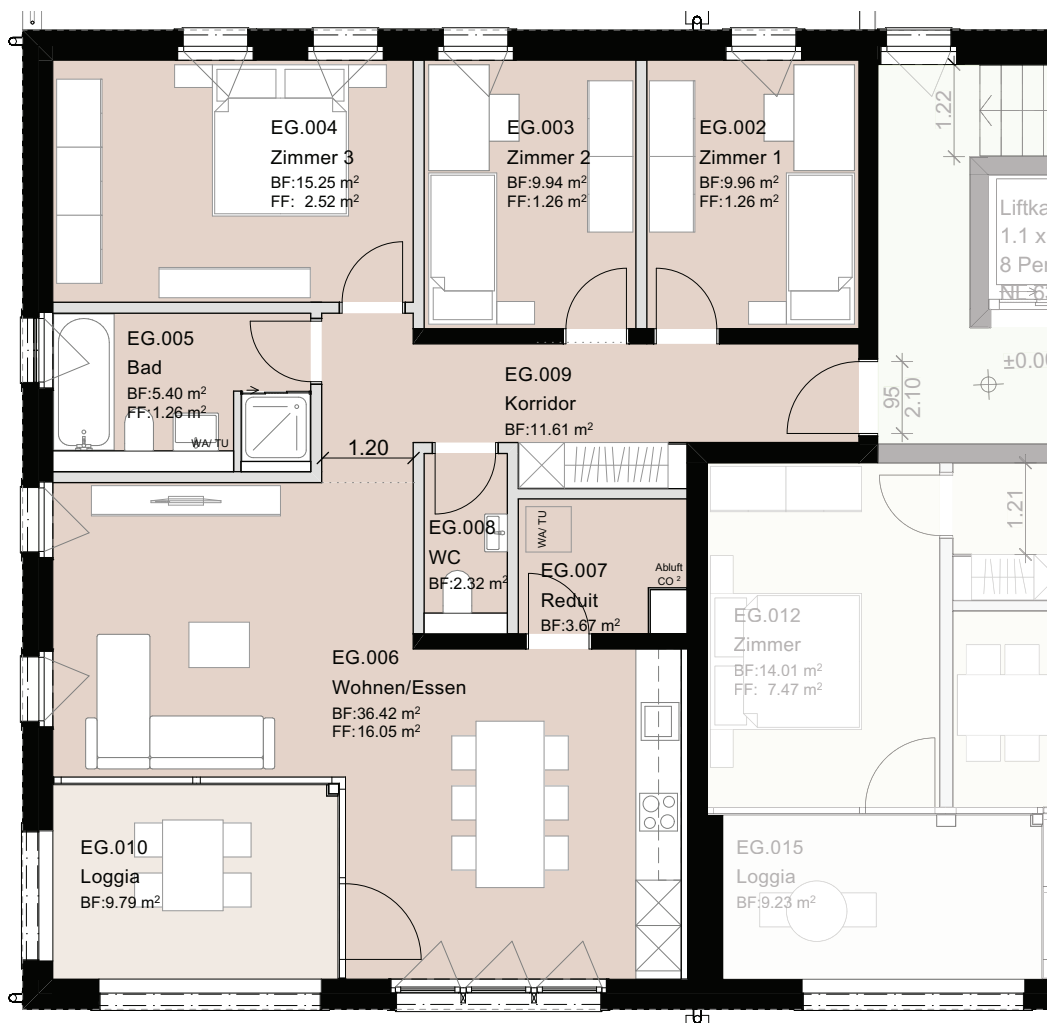 EG.004
Zimmer 3
BF:15.25 m²
FF: 2.52 m²
EG.003
Zimmer 2
BF:9.94 m²
FF:1.26 m²
EG.002
Zimmer 1
BF:9.96 m²
FF:1.26 m²
1.22
Liftka
1.1 x
8 Per
±0.0
95
2.10
EG.005
Bad
BF:5.40 m²
FF:1.26 m²
WA/ TU
EG.009
Korridor
BF:11.61 m²
1.20
EG.008
WC
BF:2.32 m²
WA/ TU
EG.007
Reduit
BF:3.67 m²
Abluft
CO ²
1.21
EG.012
Zimmer
BF:14.01 m²
FF: 7.47 m²
EG.006
Wohnen/Essen
BF:36.42 m²
FF:16.05 m²
EG.010
Loggia
BF:9.79 m²
EG.015
Loggia
BF:9.23 m²